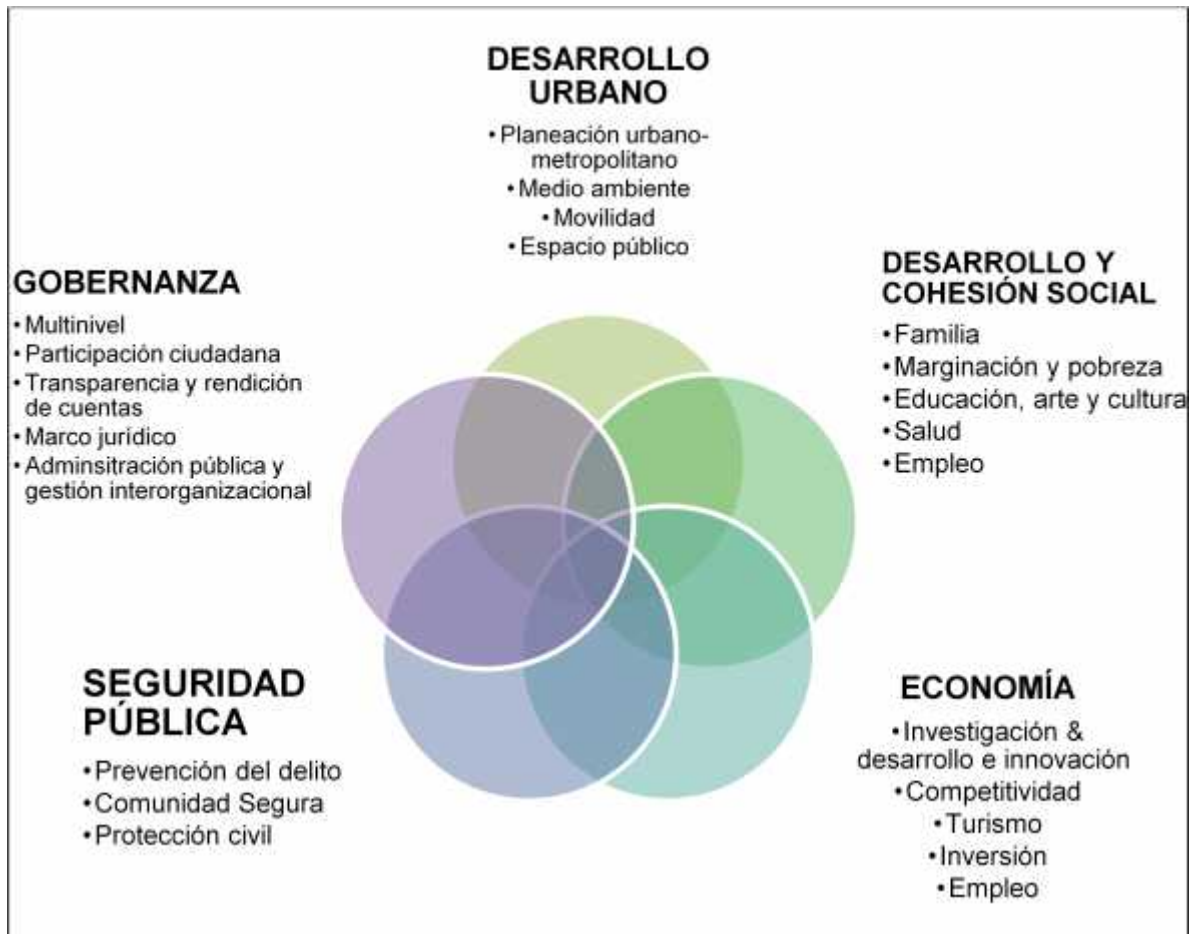 DESARROLLO
URBANO
• Planeación urbano-
metropolitano
• Medio ambiente
• Movilidad
• Espacio público
GOBERNANZA
• Multinivel
• Participación ciudadana
• Transparencia y rendición
de cuentas
• Marco jurídico
• Adminsitración pública y
gestión interorganizacional
DESARROLLO Y
COHESIÓN SOCIAL
• Familia
• Marginación y pobreza
• Educación, arte y cultura
• Salud
• Empleo
SEGURIDAD
PÚBLICA
• Prevención del delito
• Comunidad Segura
• Protección civil
ECONOMÍA
• Investigación &
desarrollo e innovación
• Competitividad
• Turismo
• Inversión
• Empleo